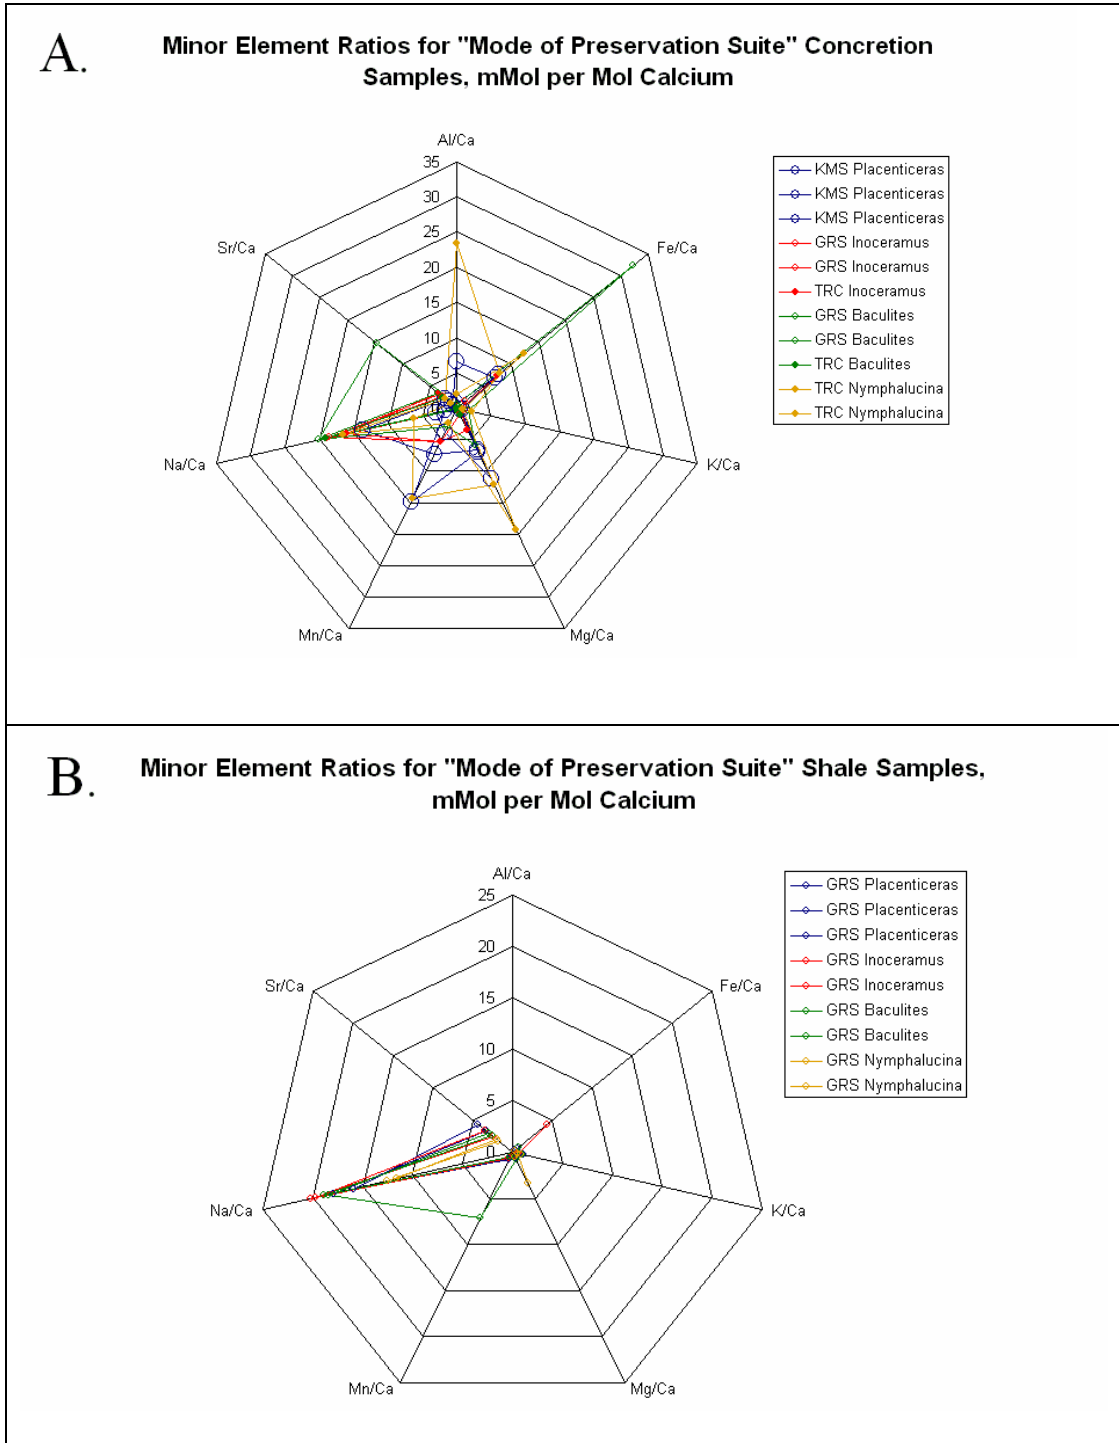 A.
Minor Element Ratios for "Mode of Preservation Suite" Concretion
Samples, mMol per Mol Calcium
Al/Ca
35
30
25
20
15
10
5
0
Fe/Ca
K/Ca
Mg/Ca
Mn/Ca
Na/Ca
Sr/Ca
KMS Placenticeras
KMS Placenticeras
KMS Placenticeras
GRS Inoceramus
GRS Inoceramus
TRC Inoceramus
GRS Baculites
GRS Baculites
TRC Baculites
TRC Nymphalucina
TRC Nymphalucina
B.
Minor Element Ratios for "Mode of Preservation Suite" Shale Samples,
mMol per Mol Calcium
Al/Ca
25
20
15
10
5
0
Fe/Ca
K/Ca
Mg/Ca
Mn/Ca
Na/Ca
Sr/Ca
GRS Placenticeras
GRS Placenticeras
GRS Placenticeras
GRS Inoceramus
GRS Inoceramus
GRS Baculites
GRS Baculites
GRS Nymphalucina
GRS Nymphalucina